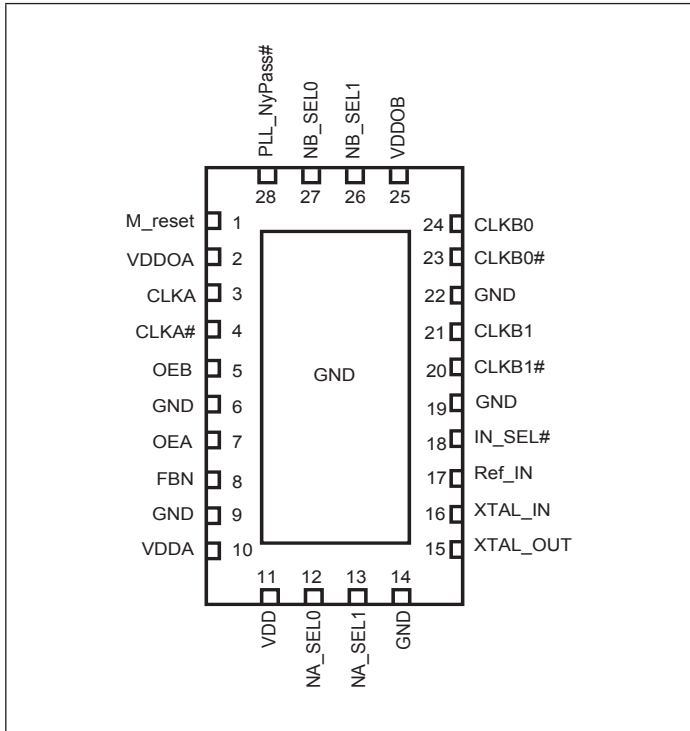 PLL_NyPass#
NB_SEL0
NB_SEL1
VDDOB
28
27
26
25
M_reset 1
VDDOA 2
CLKA 3
CLKA# 4
OEB 5
GND 6
OEA 7
FBN 8
GND 9
VDDA 10
GND
24 CLKB0
23 CLKB0#
22 GND
21 CLKB1
20 CLKB1#
19 GND
18 IN_SEL#
17 Ref_IN
16 XTAL_IN
15 XTAL_OUT
11
12
13
14
VDD
NA_SEL0
NA_SEL1
GND